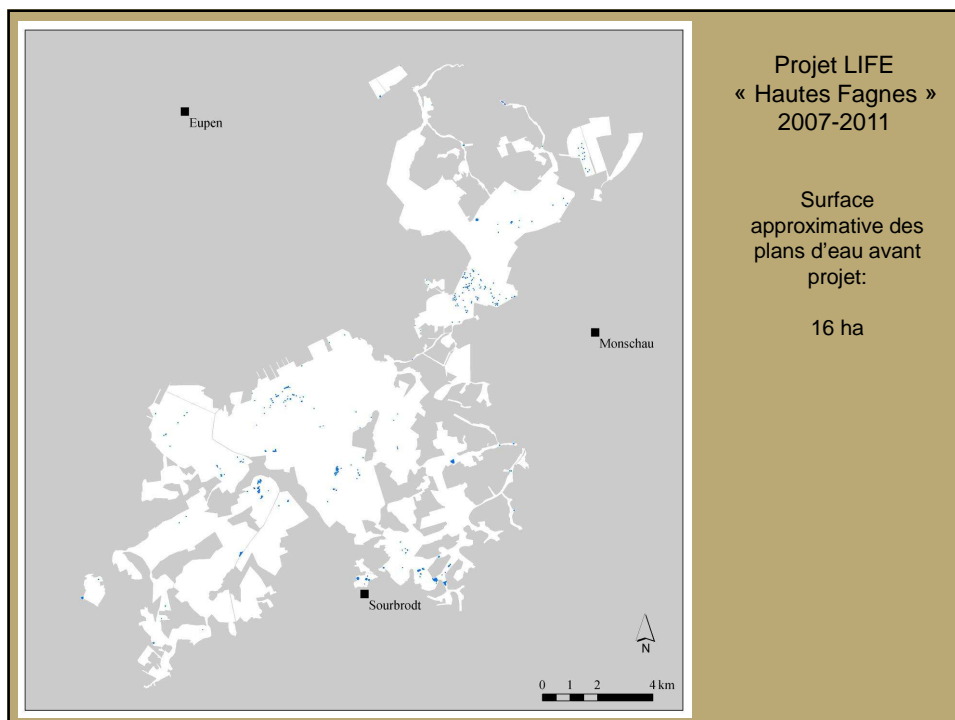 Projet LIFE
« Hautes Fagnes »
2007-2011
Surface
approximative des
plans d'eau avant
projet:
16 ha
Eupen
Monschau
Sourbrodt
N
0 1 2 4 km